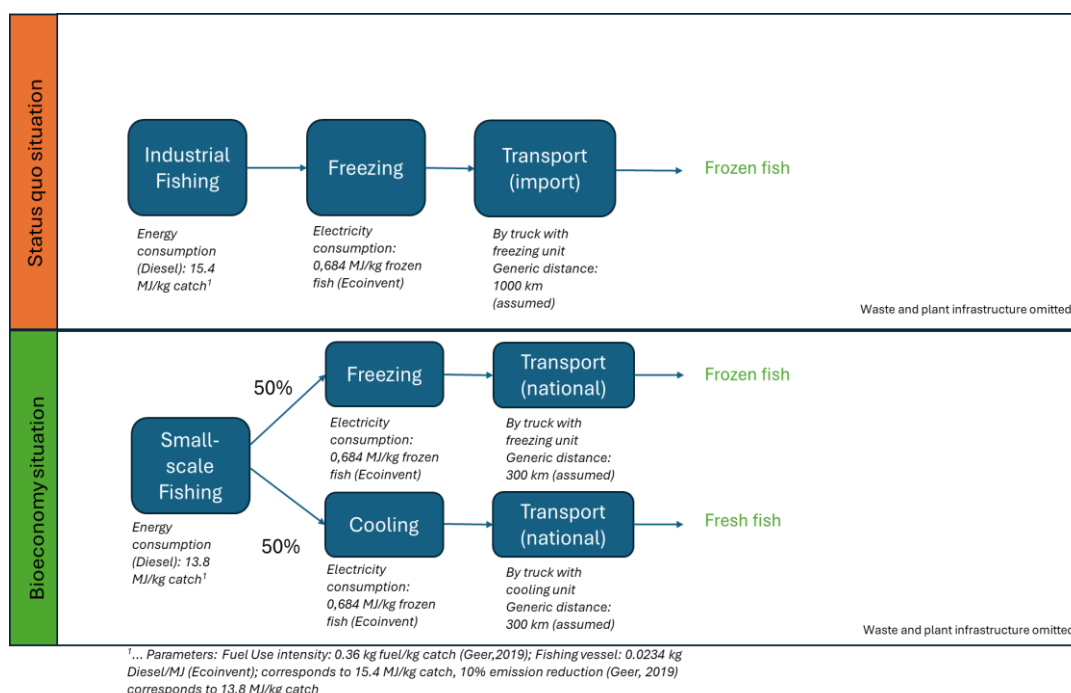 Status quo situation
Industrial
Fishing
Energy
consumption
(Diesel): 15.4
MJ/kg catch¹
Freezing
Electricity
consumption:
0,684 MJ/kg frozen
fish (Ecoinvent)
Transport
(import)
By truck with
freezing unit
Generic distance:
1000 km
(assumed)
Frozen fish
Waste and plant infrastructure omitted
Bioeconomy situation
Small-
scale
Fishing
Energy
consumption
(Diesel): 13.8
MJ/kg catch¹
50%
Freezing
Electricity
consumption:
0,684 MJ/kg frozen
fish (Ecoinvent)
Transport
(national)
By truck with
freezing unit
Generic distance:
300 km (assumed)
Frozen fish
50%
Cooling
Electricity
consumption:
0,684 MJ/kg frozen
fish (Ecoinvent)
Transport
(national)
By truck with
cooling unit
Generic distance:
300 km (assumed)
Fresh fish
Waste and plant infrastructure omitted
¹... Parameters: Fuel Use intensity: 0.36 kg fuel/kg catch (Geer,2019); Fishing vessel: 0.0234 kg
Diesel/MJ (Ecoinvent); corresponds to 15.4 MJ/kg catch, 10% emission reduction (Geer, 2019)
corresponds to 13.8 MJ/kg catch